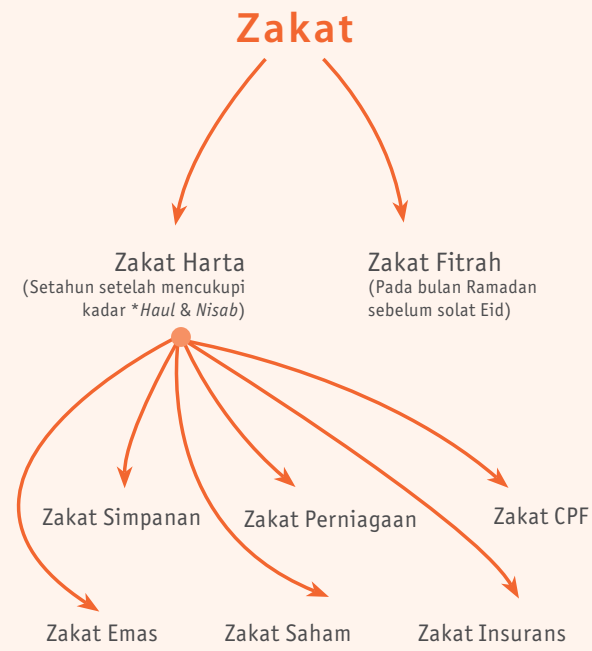 Zakat
Zakat Harta
(Setahun setelah mencukupi
kadar *Haul & Nisab)
Zakat Fitrah
(Pada bulan Ramadan
sebelum solat Eid)
Zakat Simpanan
Zakat Perniagaan
Zakat CPF
Zakat Emas
Zakat Saham
Zakat Insurans